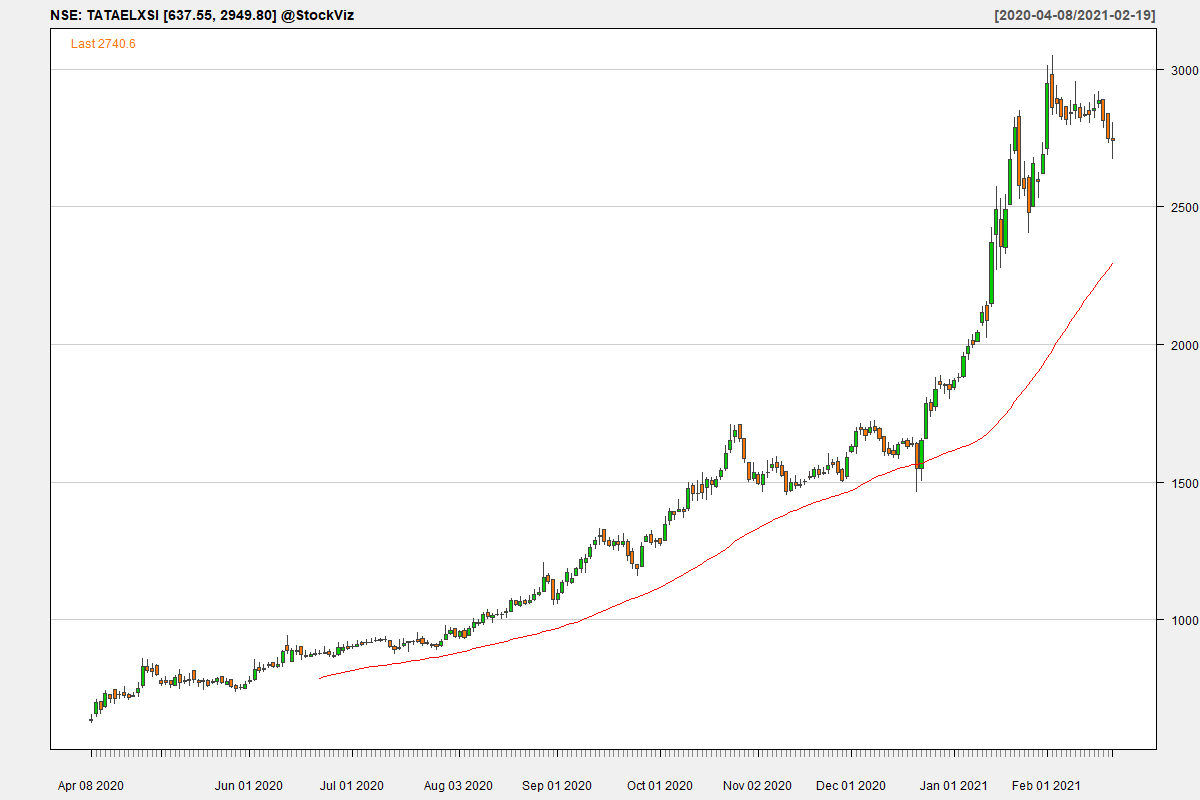 NSE: TATAELXSI [637.55, 2949.80] @StockViz
[2020-04-08/2021-02-19]
Last 2740.6
3000
2500
2000
1500
1000
Apr 08 2020
Jun 01 2020
Jul 01 2020
Aug 03 2020
Sep 01 2020
Oct 01 2020
Nov 02 2020
Dec 01 2020
Jan 01 2021
Feb 01 2021